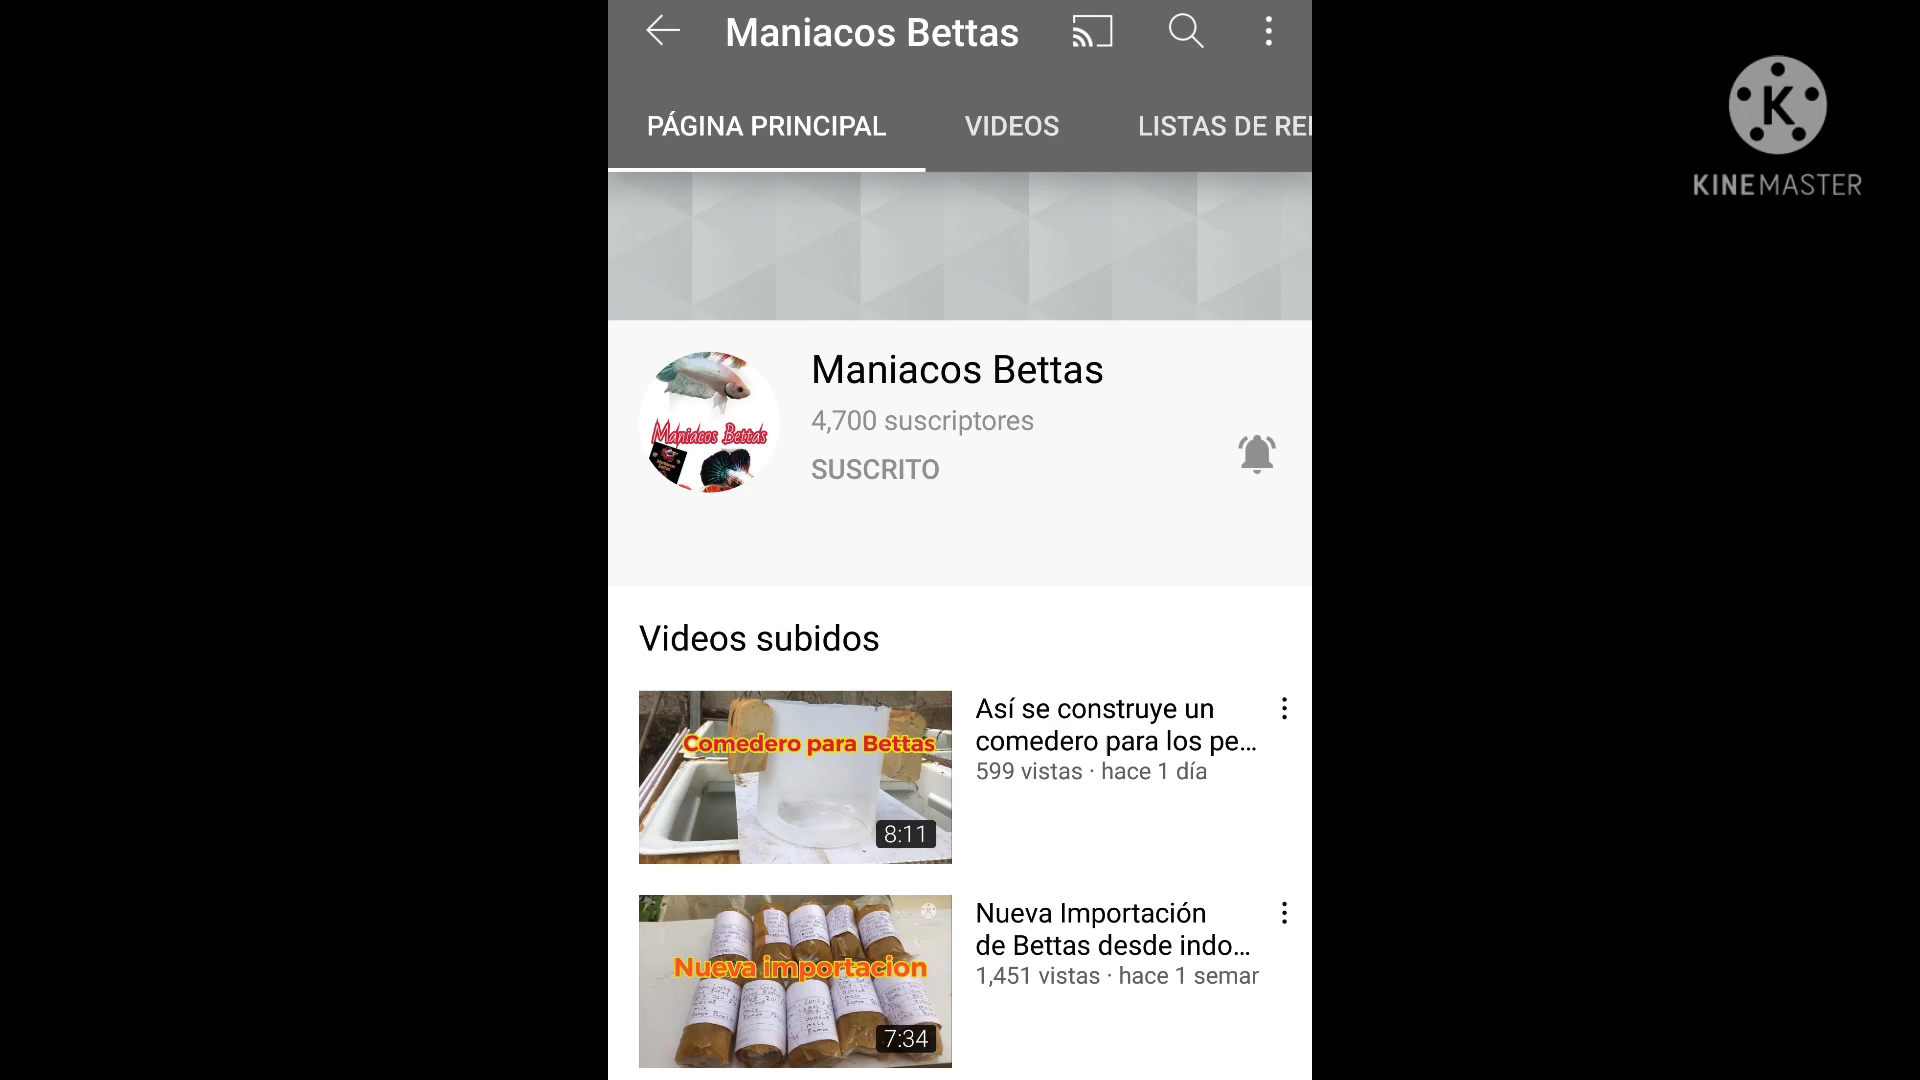 Maniacos Bettas
PÁGINA PRINCIPAL
VIDEOS
LISTAS DE RE
KINEMASTER
Maniacos Bettas
4,700 suscriptores
SUSCRITO
Maniacos Bettas
Videos subidos
Comedero para Bettas
8:11
Así se construye un
comedero para los pe...
599 vistas · hace 1 día
Nueva importacion
7:34
Nueva Importación
de Bettas desde indo...
1,451 vistas · hace 1 semar